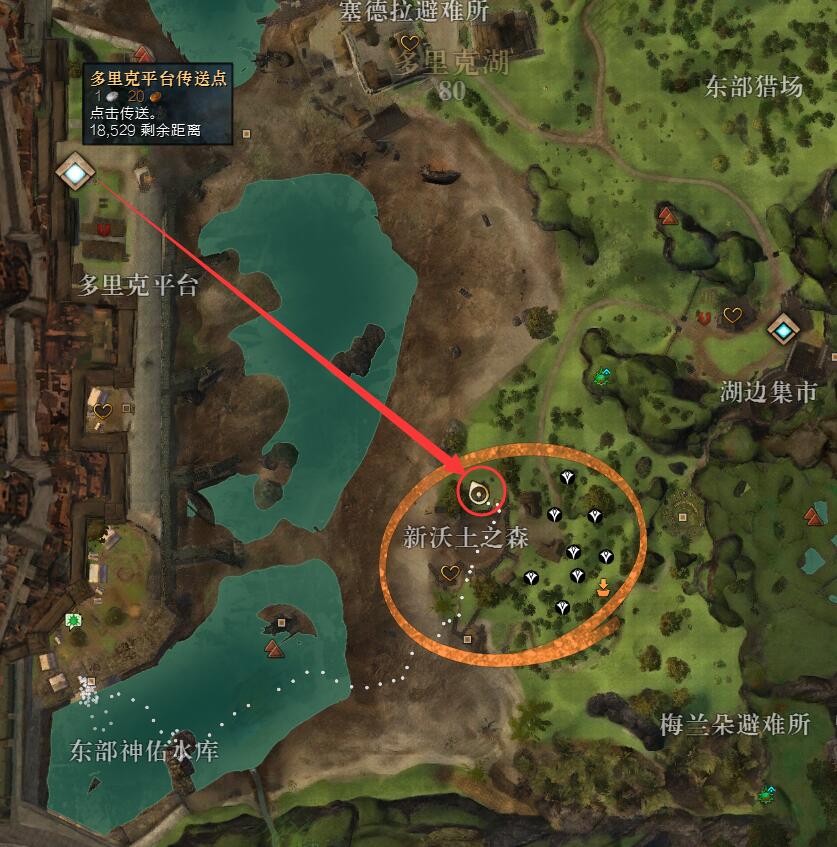 塞德拉避难所
多里克湖
80
多里克平台传送点
1 20
点击传送。
18,529 剩余距离
东部猎场
多里克平台
湖边集市
新沃土之森
梅兰朵避难所
东部神佑水库